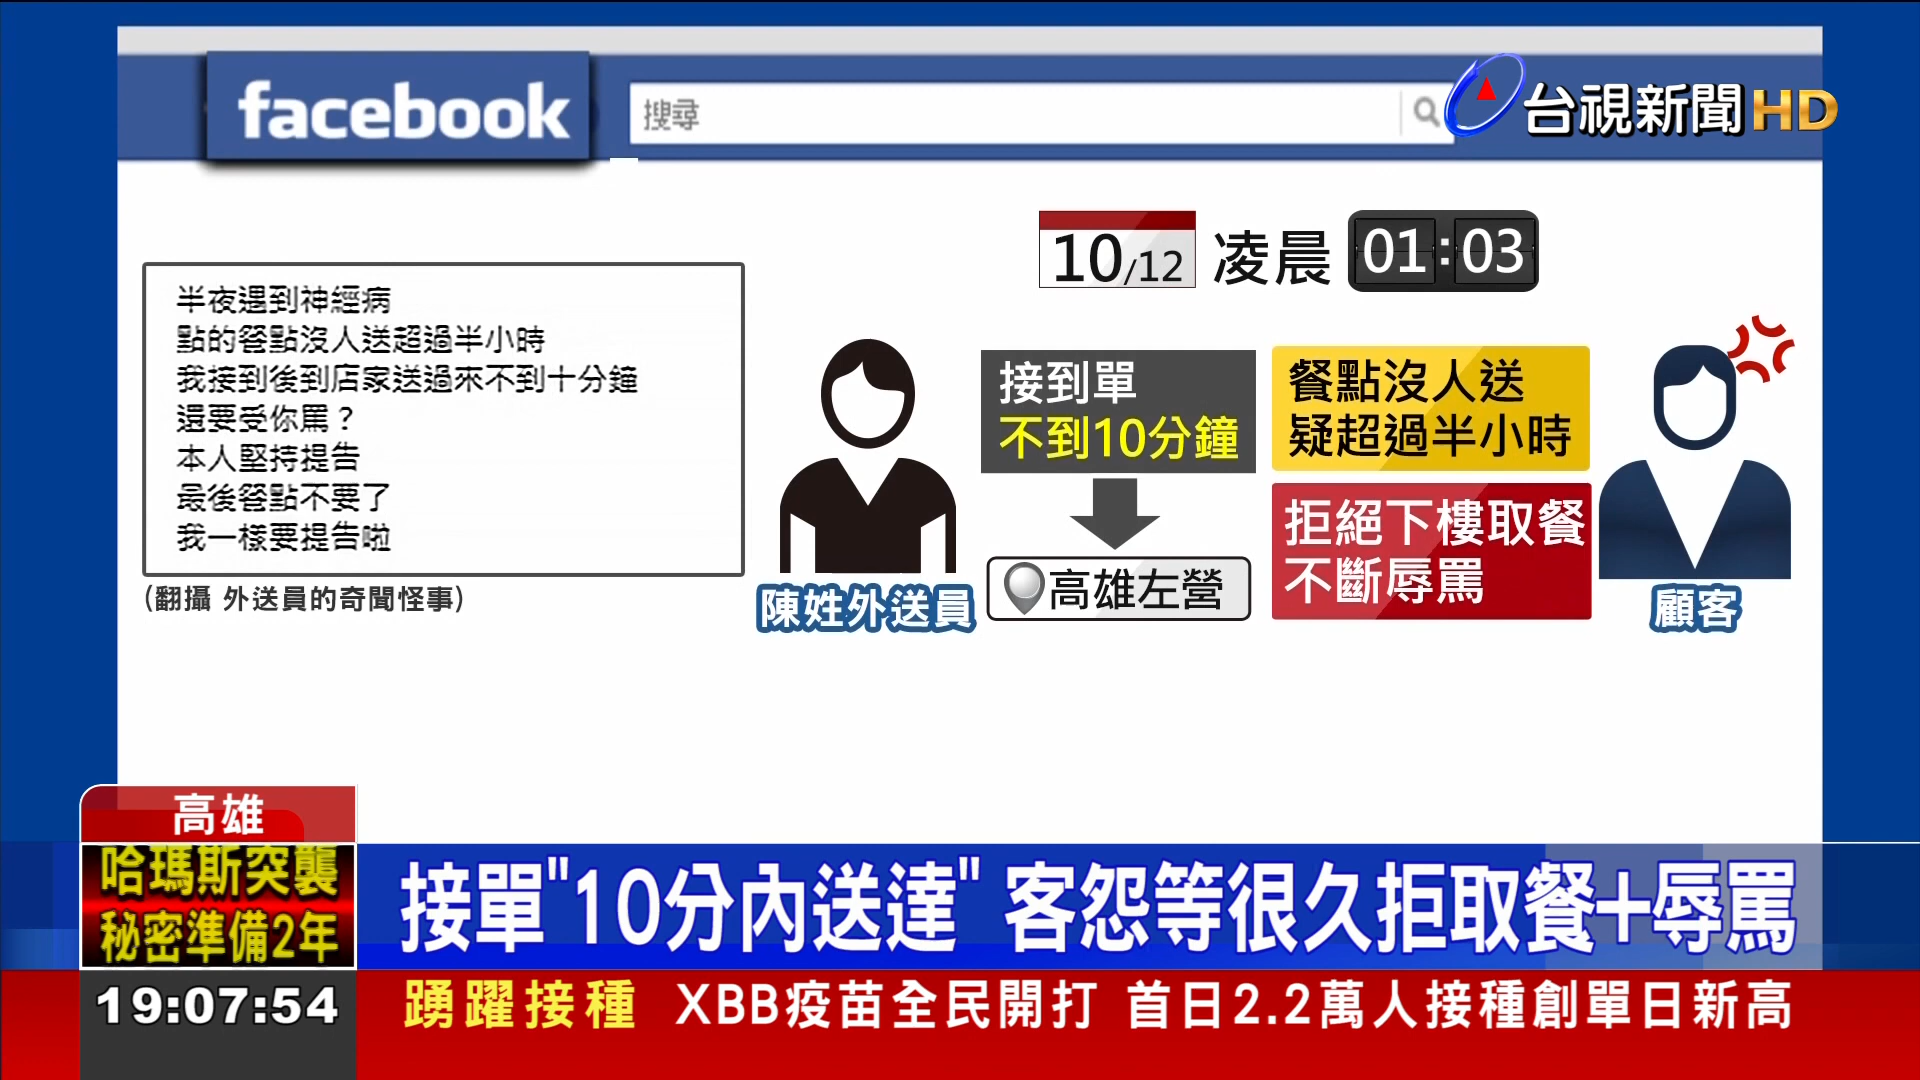 facebook
搜尋
台視新聞HD
10/12 凌晨 01:03
半夜遇到神經病
點的餐點沒人送超過半小時
我接到後到店家送過來不到十分鐘
還要受你罵？
本人堅持提告
最後餐點不要了
我一樣要提告啦
(翻攝 外送員的奇聞怪事)
接到單
不到10分鐘
高雄左營
陳姓外送員
餐點沒人送
疑超過半小時
拒絕下樓取餐
不斷辱罵
顧客
高雄
哈瑪斯突襲
秘密準備2年
接單"10分內送達" 客怨等很久拒取餐+辱罵
19:07:54
踴躍接種 XBB疫苗全民開打 首日2.2萬人接種創單日新高